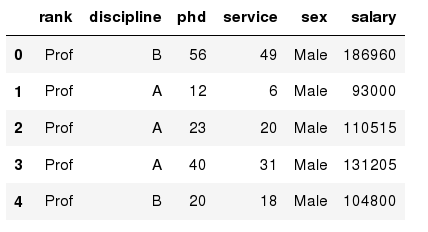 rank discipline phd service sex salary
0 Prof B 56 49 Male 186960
1 Prof A 12 6 Male 93000
2 Prof A 23 20 Male 110515
3 Prof A 40 31 Male 131205
4 Prof B 20 18 Male 104800